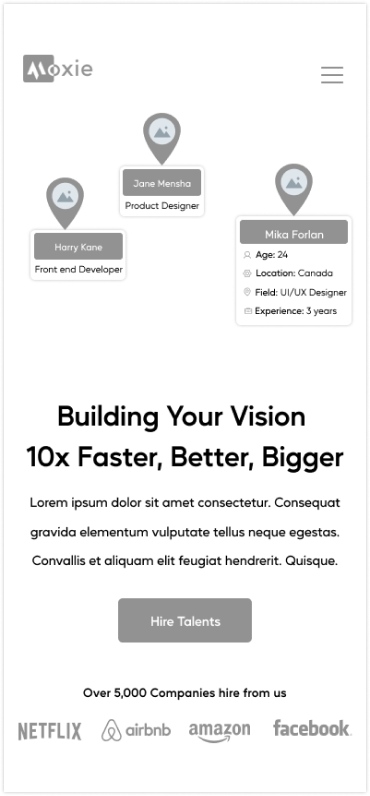 Moxie
Jane Mensha
Product Designer
Harry Kane
Front end Developer
Mika Forlan
Age: 24
Location: Canada
Field: UI/UX Designer
Experience: 3 years
Building Your Vision
10x Faster, Better, Bigger
Lorem ipsum dolor sit amet consectetur. Consequat
gravida elementum vulputate tellus neque egestas.
Convallis et aliquam elit feugiat hendrerit. Quisque.
Hire Talents
Over 5,000 Companies hire from us
NETFLIX airbnb amazon facebook